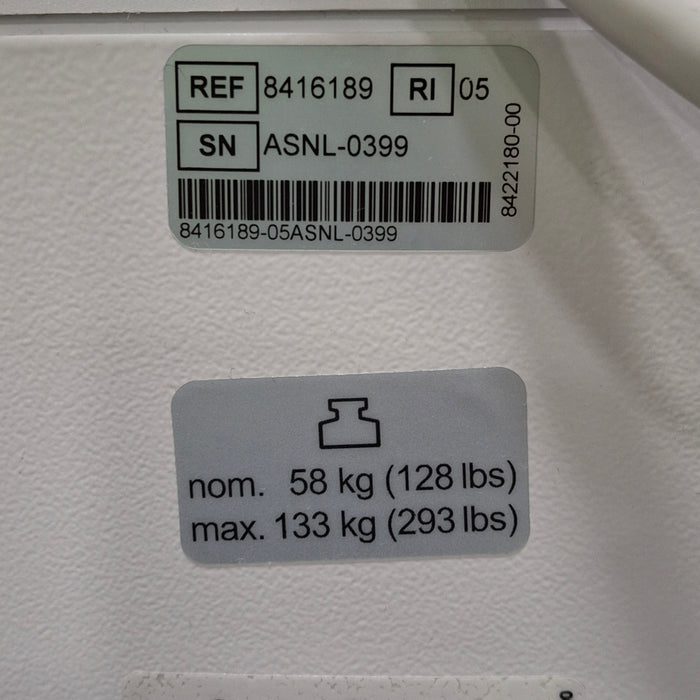 REF 8416189 RI 05
SN ASNL-0399
8422180-00
8416189-05ASNL-0399
nom. 58 kg (128 lbs)
max. 133 kg (293 lbs)